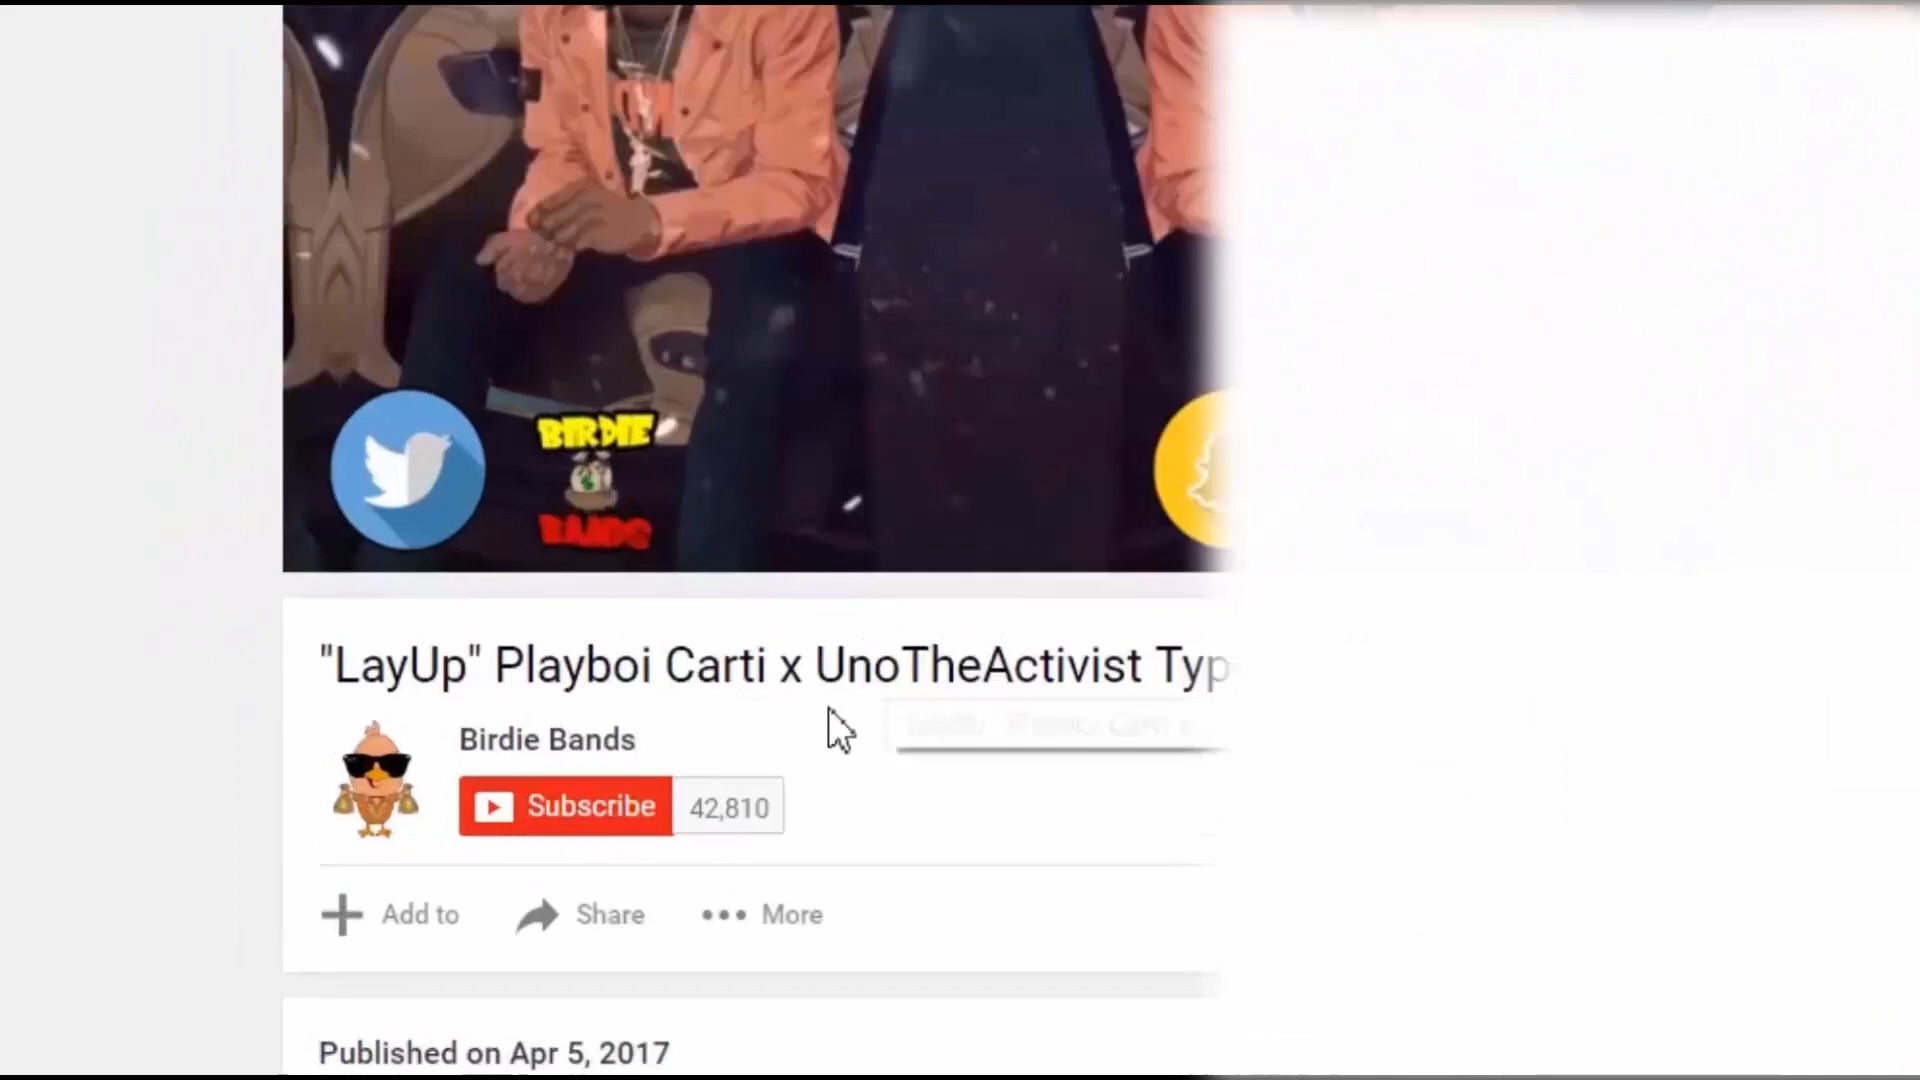 BIRDIE
BANDS
"LayUp" Playboi Carti x UnoTheActivist Typ
Birdie Bands
Subscribe 42,810
Add to Share More
Published on Apr 5, 2017